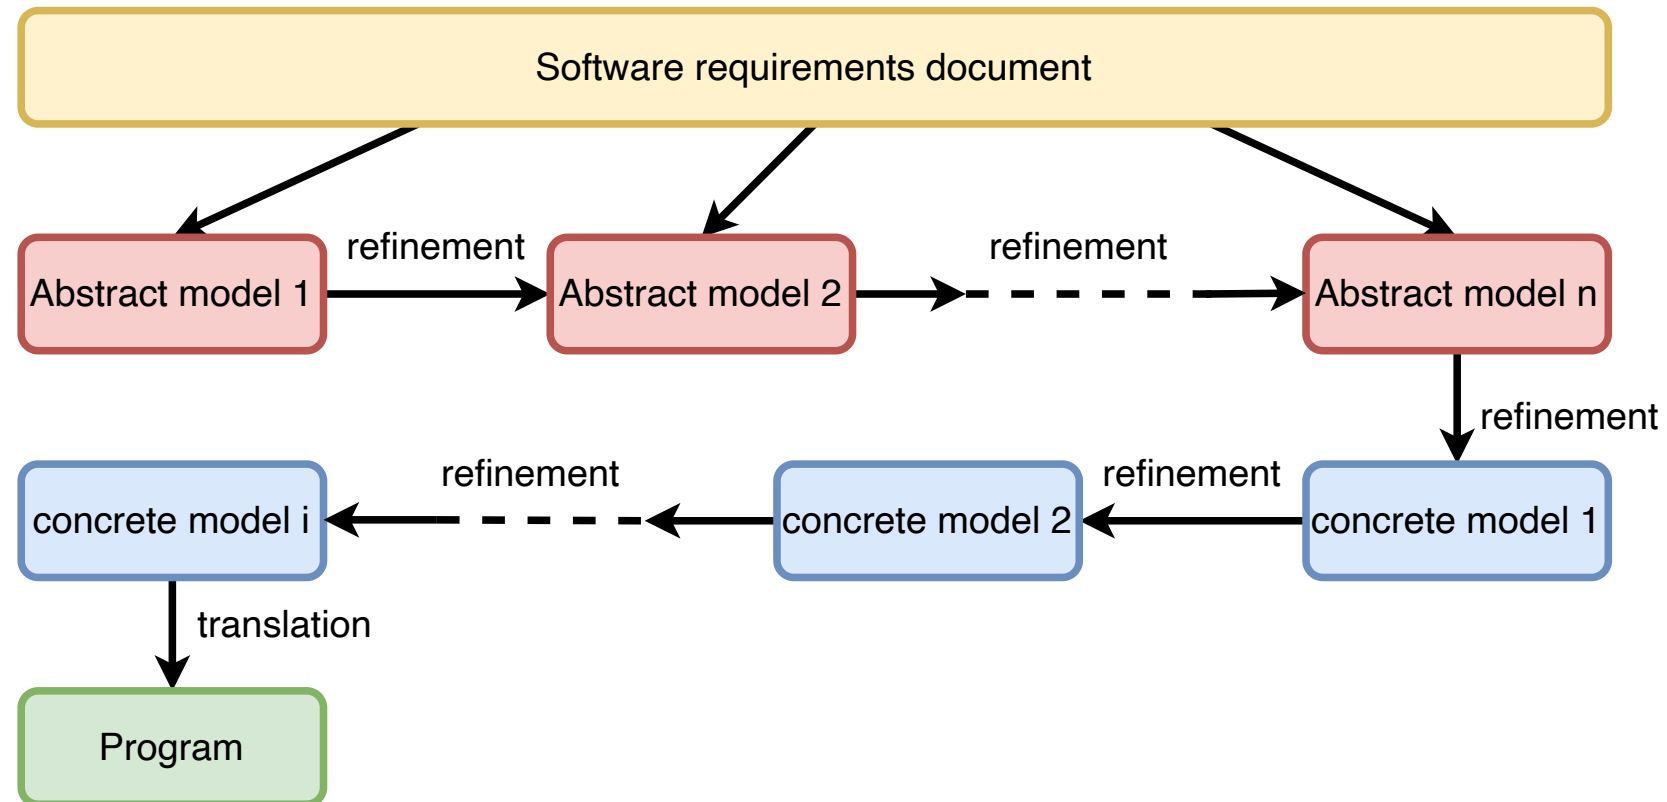 Software requirements document
refinement
refinement
Abstract model 1
Abstract model 2
Abstract model n
refinement
refinement
refinement
concrete model i
concrete model 2
concrete model 1
translation
Program